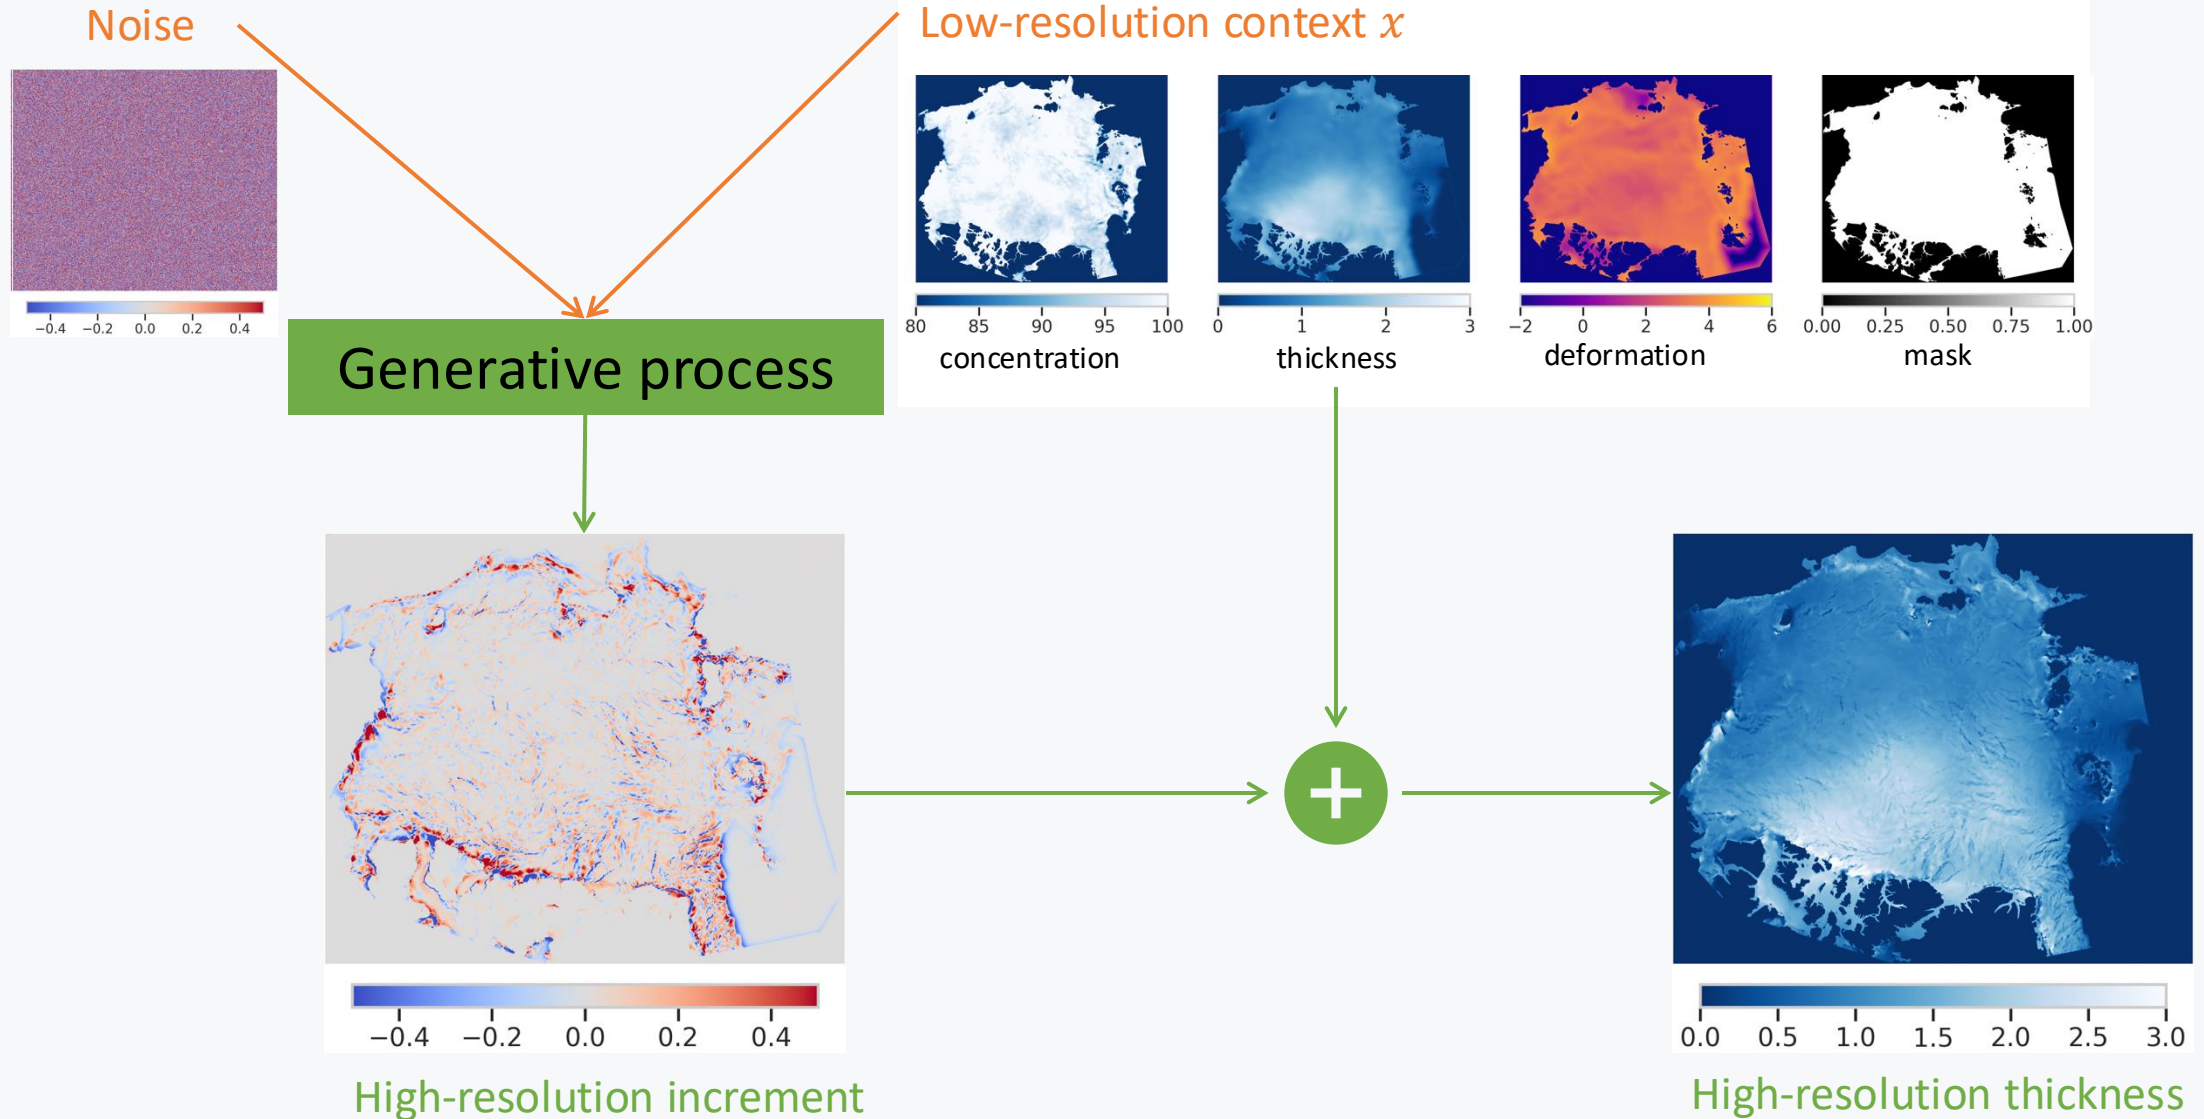 Noise
Low-resolution context x
−0.4 −0.2 0.0 0.2 0.4
80 85 90 95 100
0 1 2 3
−2 0 2 4 6
0.00 0.25 0.50 0.75 1.00
concentration
thickness
deformation
mask
Generative process
+
−0.4 −0.2 0.0 0.2 0.4
0.0 0.5 1.0 1.5 2.0 2.5 3.0
High-resolution increment
High-resolution thickness